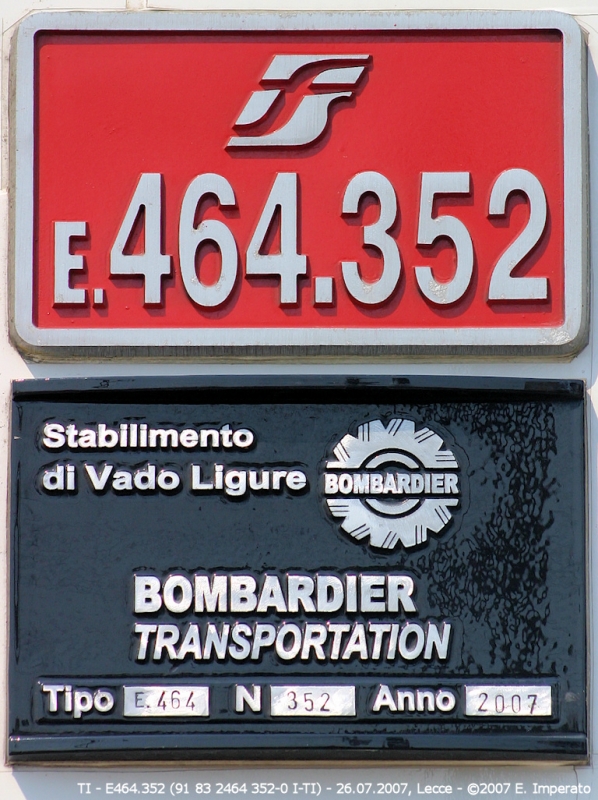 E.464.352
Stabilimento
di Vado Ligure
BOMBARDIER
BOMBARDIER
TRANSPORTATION
Tipo E.464 N 352 Anno 2007
TI - E464.352 (91 83 2464 352-0 I-TI) - 26.07.2007, Lecce - ©2007 E. Imperato